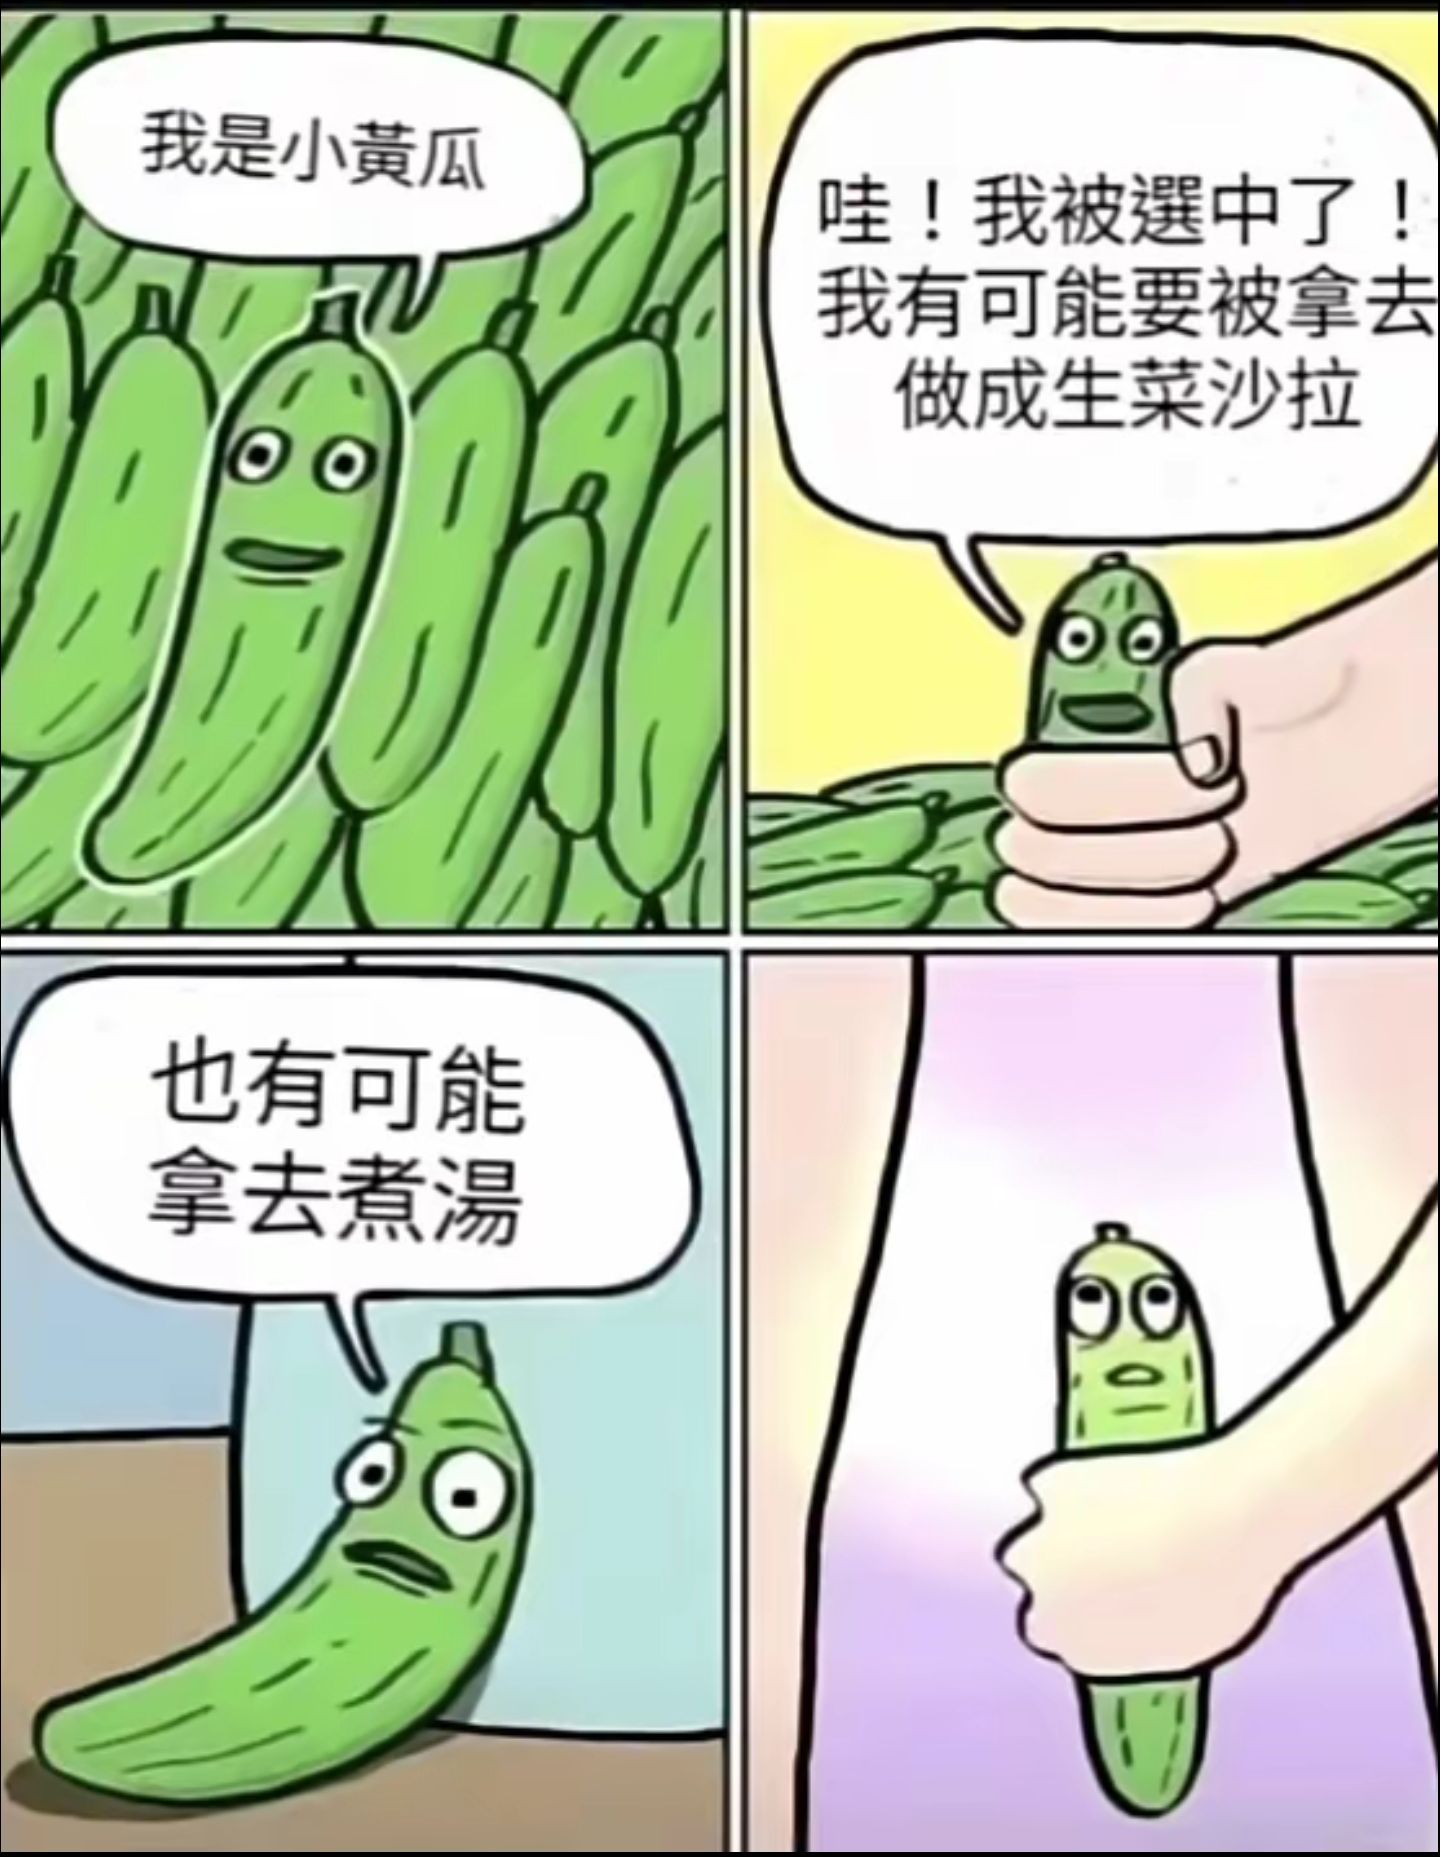 我是小黃瓜
哇！我被選中了！
我有可能要被拿去
做成生菜沙拉
也有可能
拿去煮湯